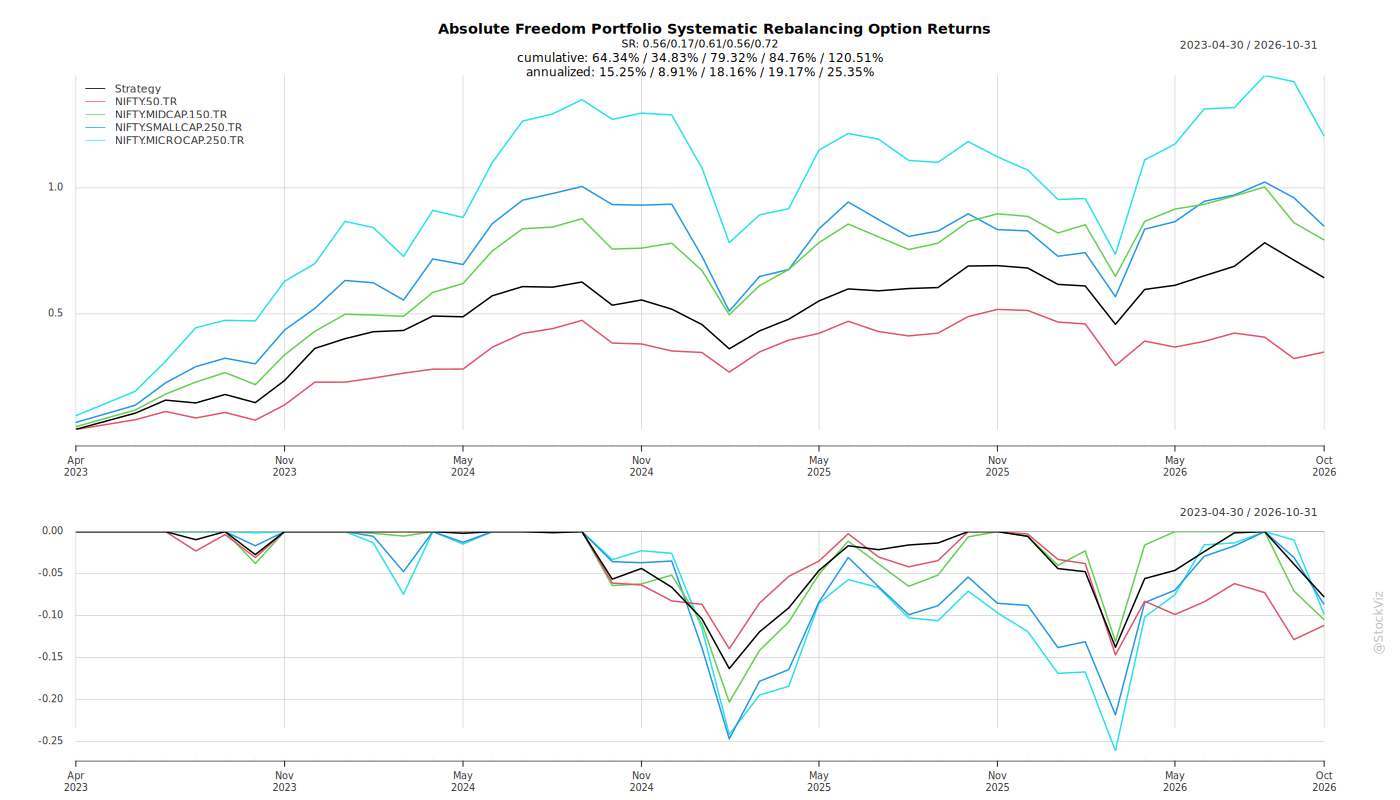 Absolute Freedom Portfolio Systematic Rebalancing Option Returns
SR: 0.56/0.17/0.61/0.56/0.72
cumulative: 64.34% / 34.83% / 79.32% / 84.76% / 120.51%
annualized: 15.25% / 8.91% / 18.16% / 19.17% / 25.35%
2023-04-30 / 2026-10-31
Strategy
NIFTY.50.TR
NIFTY.MIDCAP.150.TR
NIFTY.SMALLCAP.250.TR
NIFTY.MICROCAP.250.TR
1.0
0.5
Apr 2023
Nov 2023
May 2024
Nov 2024
May 2025
Nov 2025
May 2026
Oct 2026
2023-04-30 / 2026-10-31
0.00
-0.05
-0.10
-0.15
-0.20
-0.25
Apr 2023
Nov 2023
May 2024
Nov 2024
May 2025
Nov 2025
May 2026
Oct 2026
@StockViz